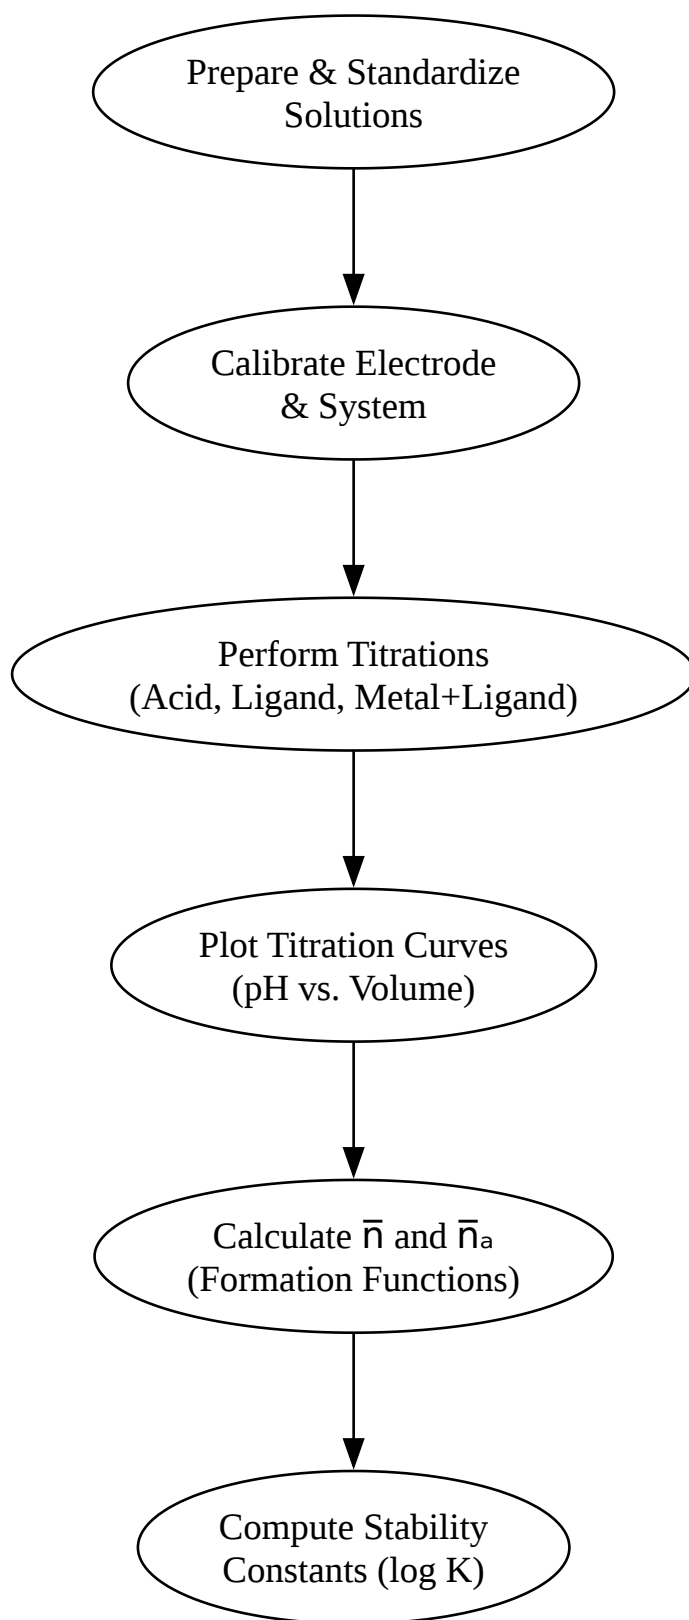 Prepare & Standardize
Solutions
Calibrate Electrode
& System
Perform Titrations
(Acid, Ligand, Metal+Ligand)
Plot Titration Curves
(pH vs. Volume)
Calculate n̅ and n̅ₐ
(Formation Functions)
Compute Stability
Constants (log K)